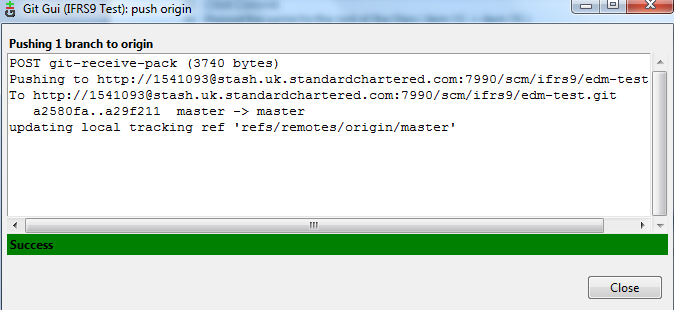 Git Gui (IFRS9 Test): push origin
Pushing 1 branch to origin
POST git-receive-pack (3740 bytes)
Pushing to http://1541093@stash.uk.standardchartered.com:7990/scm/ifrs9/edm-test
To http://1541093@stash.uk.standardchartered.com:7990/scm/ifrs9/edm-test.git
   a2580fa..a29f211  master -> master
updating local tracking ref 'refs/remotes/origin/master'
Success
Close